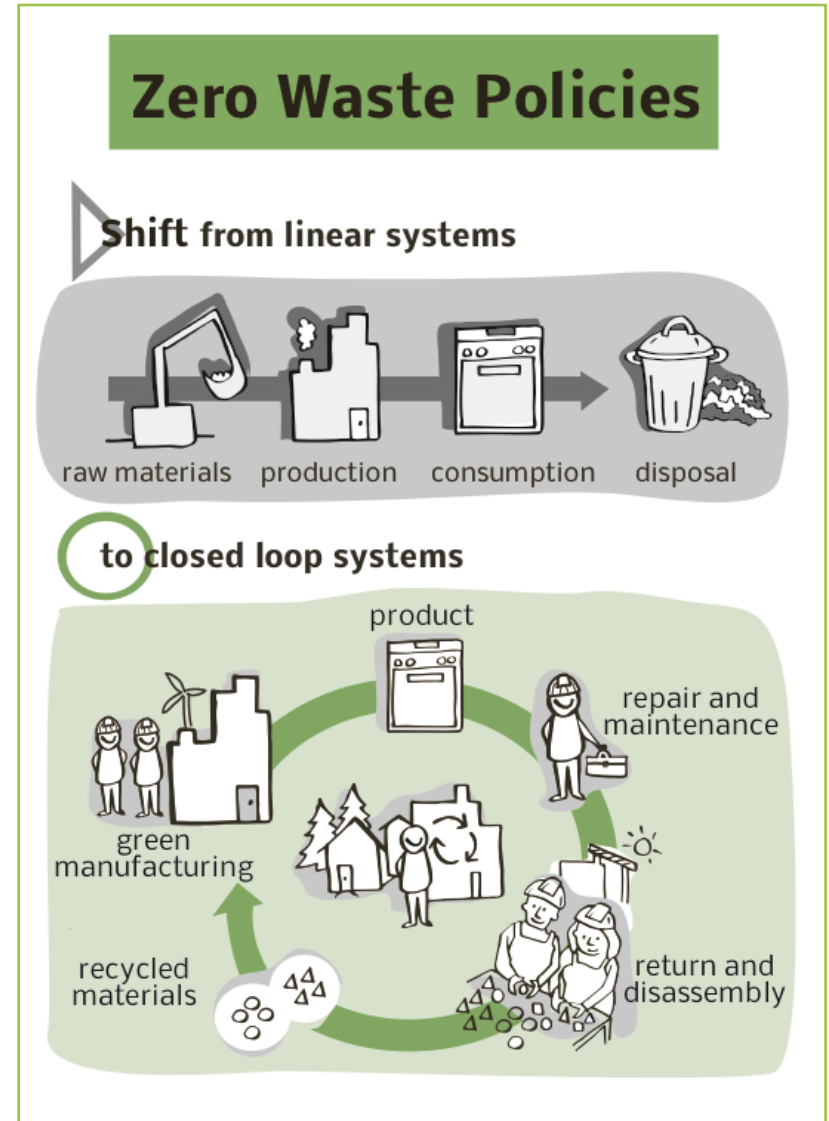 Zero Waste Policies
Shift from linear systems
raw materials production consumption disposal
to closed loop systems
product
repair and
maintenance
green
manufacturing
return and
disassembly
recycled
materials